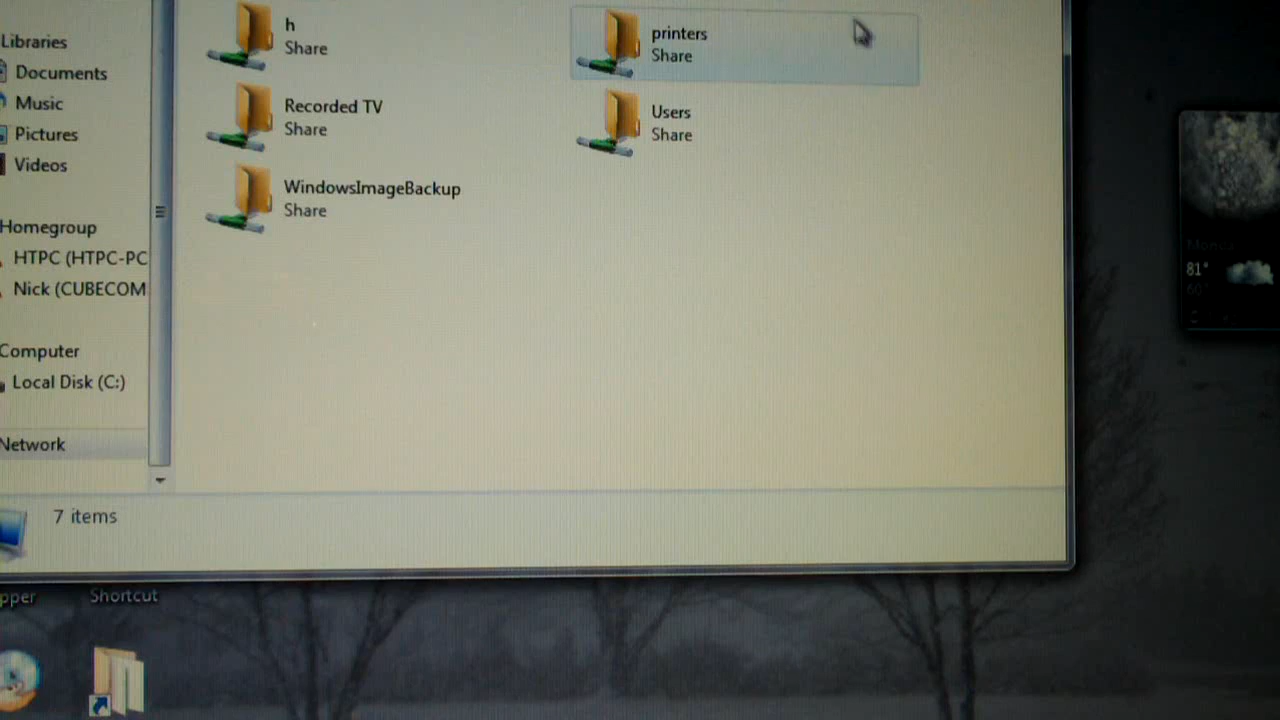 Libraries
Documents
Music
Pictures
Videos
Homegroup
HTPC (HTPC-PC
Nick (CUBECOM
Computer
Local Disk (C:)
Network
h
Share
printers
Share
Recorded TV
Share
Users
Share
WindowsImageBackup
Share
7 items
pper
Shortcut
81°